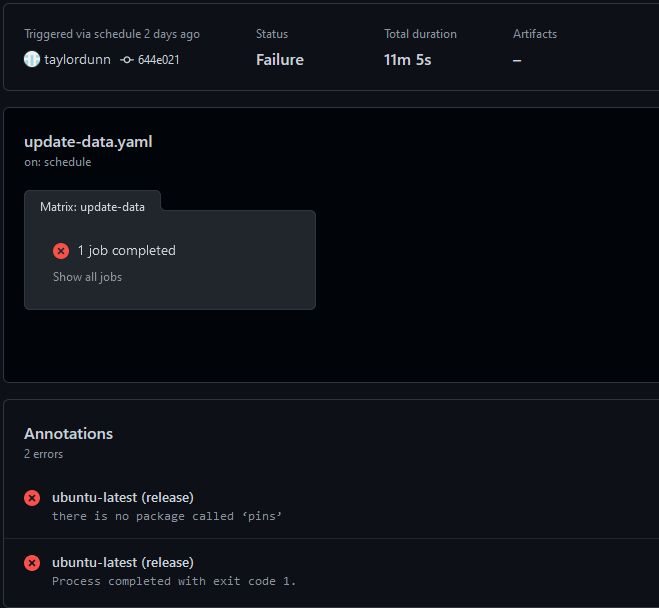 Triggered via schedule 2 days ago
Status
Total duration
Artifacts
taylordunn 644e021
Failure
11m 5s
–
update-data.yaml
on: schedule
Matrix: update-data
1 job completed
Show all jobs
Annotations
2 errors
ubuntu-latest (release)
there is no package called ‘pins’
ubuntu-latest (release)
Process completed with exit code 1.